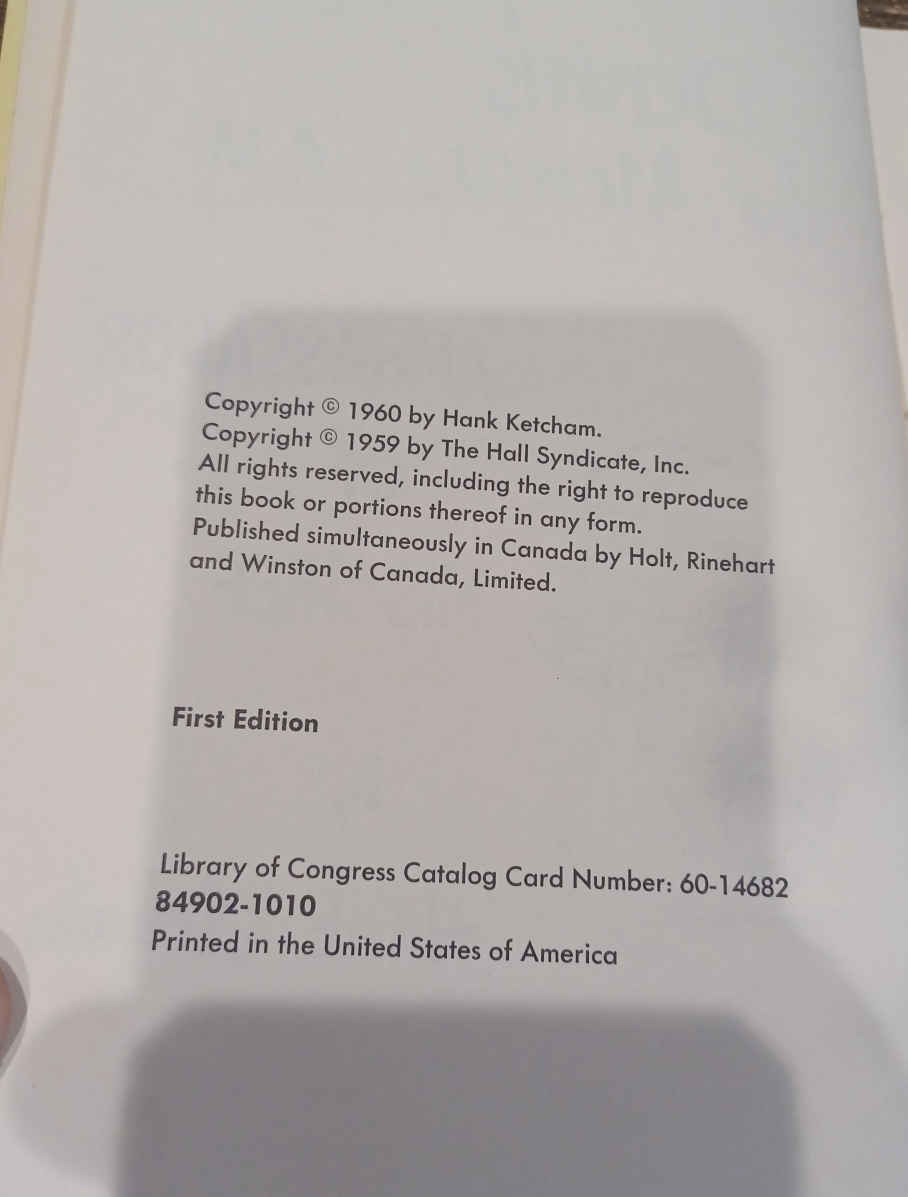 Copyright © 1960 by Hank Ketcham.
Copyright © 1959 by The Hall Syndicate, Inc.
All rights reserved, including the right to reproduce
this book or portions thereof in any form.
Published simultaneously in Canada by Holt, Rinehart
and Winston of Canada, Limited.
First Edition
Library of Congress Catalog Card Number: 60-14682
84902-1010
Printed in the United States of America